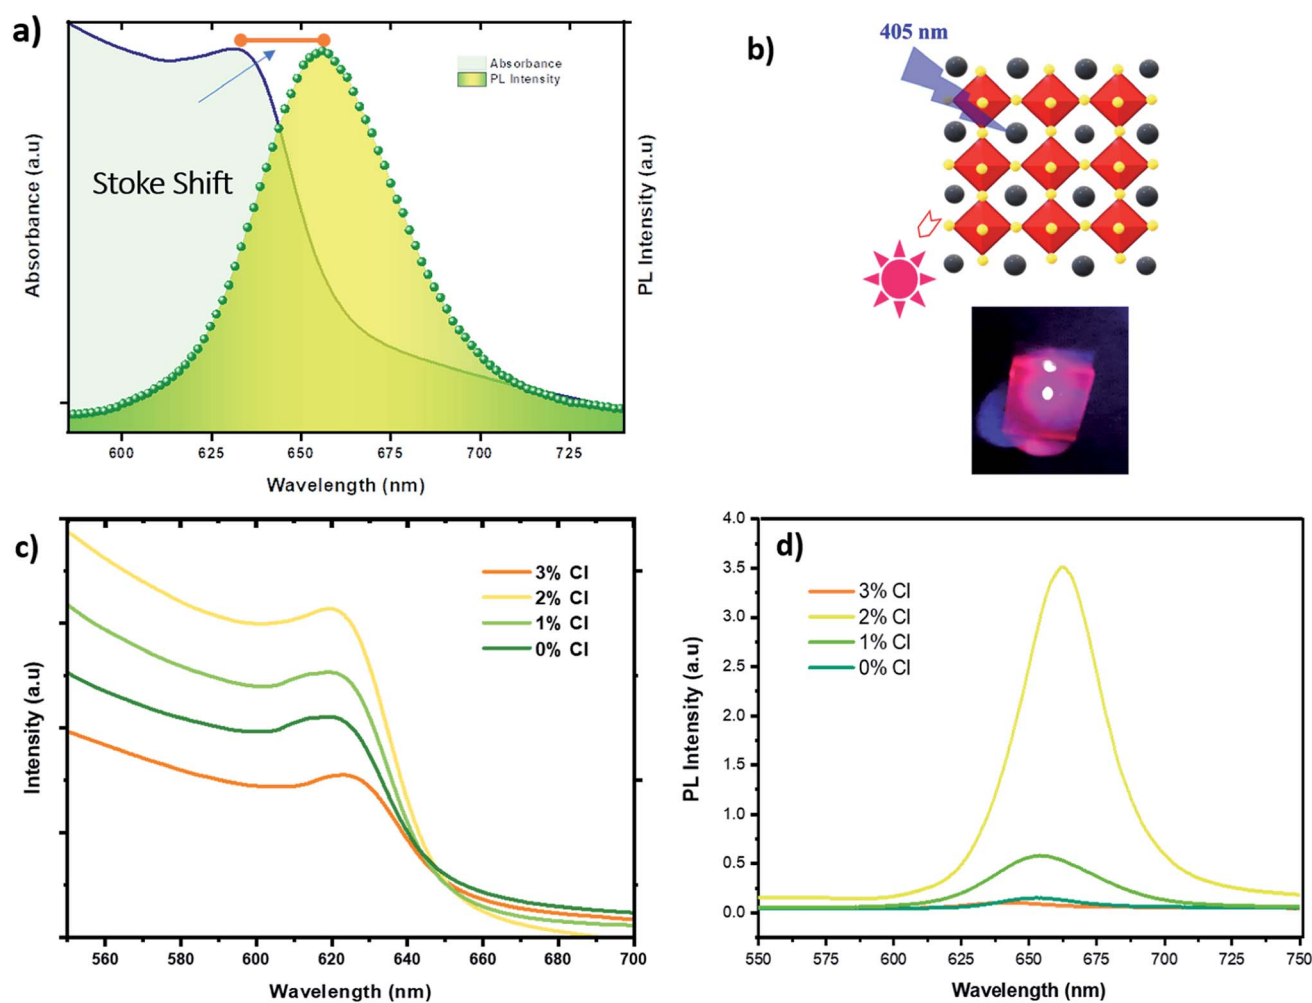 a)
Absorbance
PL Intensity
Stoke Shift
Absorbance (a.u)
PL Intensity (a.u)
600 625 650 675 700 725
Wavelength (nm)
b)
405 nm
c)
3% Cl
2% Cl
1% Cl
0% Cl
Intensity (a.u)
560 580 600 620 640 660 680 700
Wavelength (nm)
d)
4.0
3.5
3.0
2.5
2.0
1.5
1.0
0.5
0.0
3% Cl
2% Cl
1% Cl
0% Cl
PL Intensity (a.u)
550 575 600 625 650 675 700 725 750
Wavelength (nm)